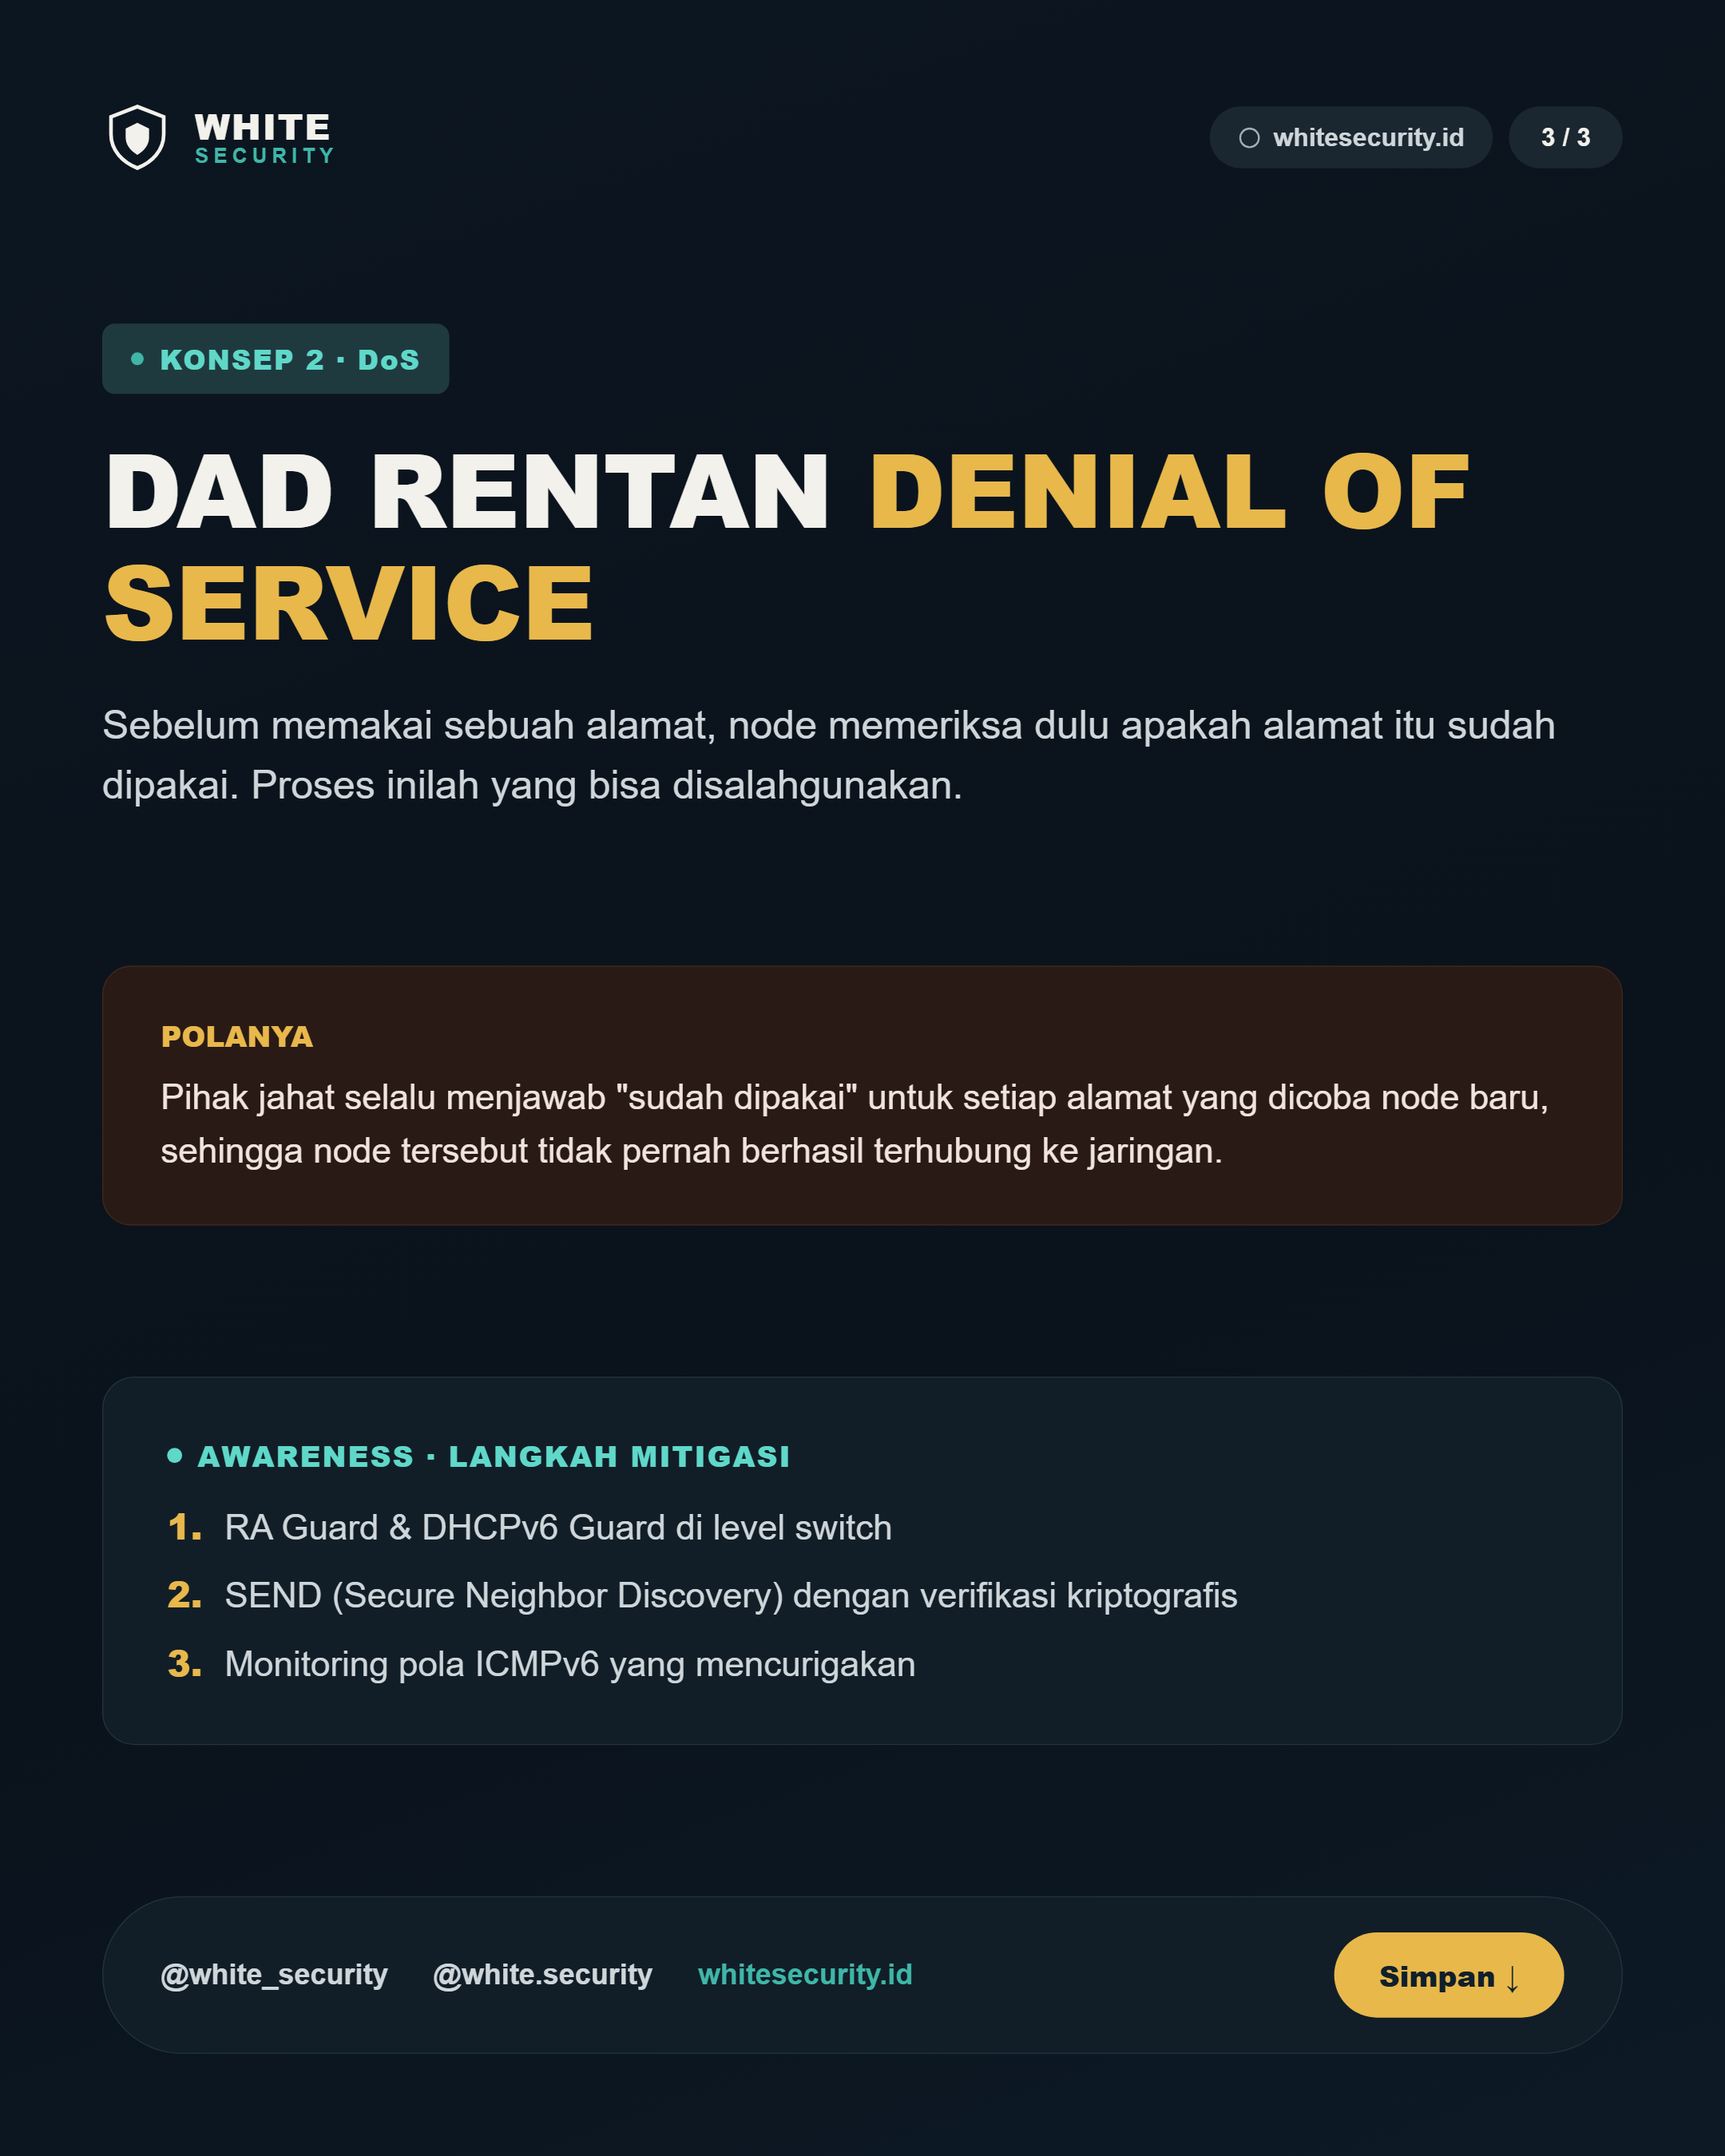 WHITE
SECURITY
whitesecurity.id
3 / 3
KONSEP 2 · DoS
DAD RENTAN DENIAL OF
SERVICE
Sebelum memakai sebuah alamat, node memeriksa dulu apakah alamat itu sudah
dipakai. Proses inilah yang bisa disalahgunakan.
POLANYA
Pihak jahat selalu menjawab "sudah dipakai" untuk setiap alamat yang dicoba node baru,
sehingga node tersebut tidak pernah berhasil terhubung ke jaringan.
AWARENESS · LANGKAH MITIGASI
1. RA Guard & DHCPv6 Guard di level switch
2. SEND (Secure Neighbor Discovery) dengan verifikasi kriptografis
3. Monitoring pola ICMPv6 yang mencurigakan
@white_security @white.security whitesecurity.id
Simpan ↓